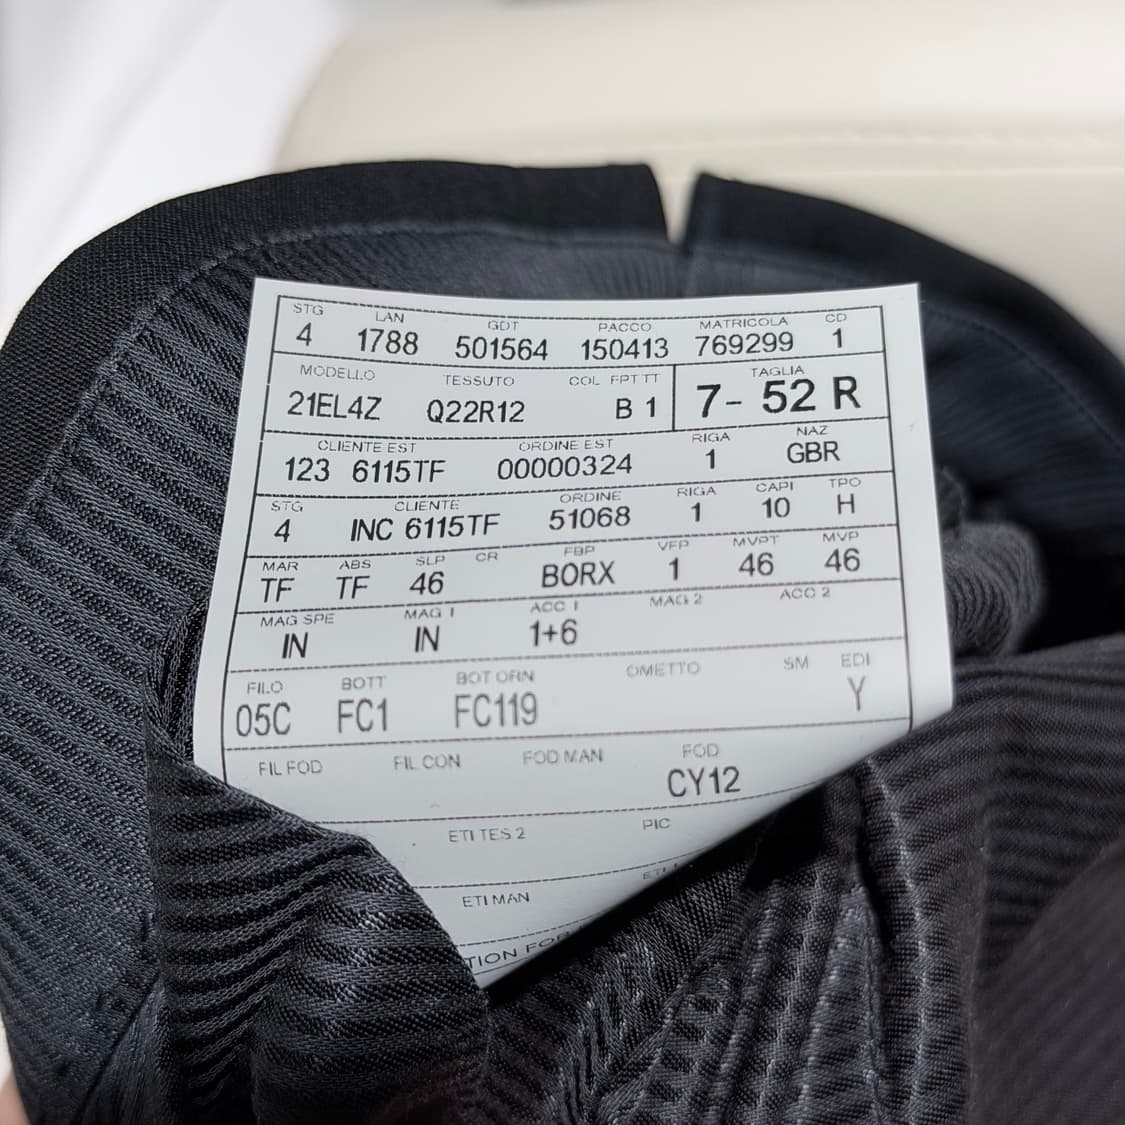 STG LAN GDT PACCO MATRICOLA CD
4 1788 501564 150413 769299 1
MODELLO TESSUTO COL FPT TT TAGLIA
21EL4Z Q22R12 B 1 7- 52 R
CLIENTE EST ORDINE EST RIGA NAZ
123 6115TF 00000324 1 GBR
STG CLIENTE ORDINE RIGA CAPI TPO
4 INC 6115TF 51068 1 10 H
MAR ABS SLP CR FBP VFP MVPT MVP
TF TF 46 BORX 1 46 46
MAG SPE MAG 1 ACC 1 MAG 2 ACC 2
IN IN 1+6
FILO BOTT BOT ORN OMETTO SM EDI
05C FC1 FC119 Y
FIL FOD FIL CON FOD MAN FOD
CY12
ETI TES 2 PIC
ETI MAN